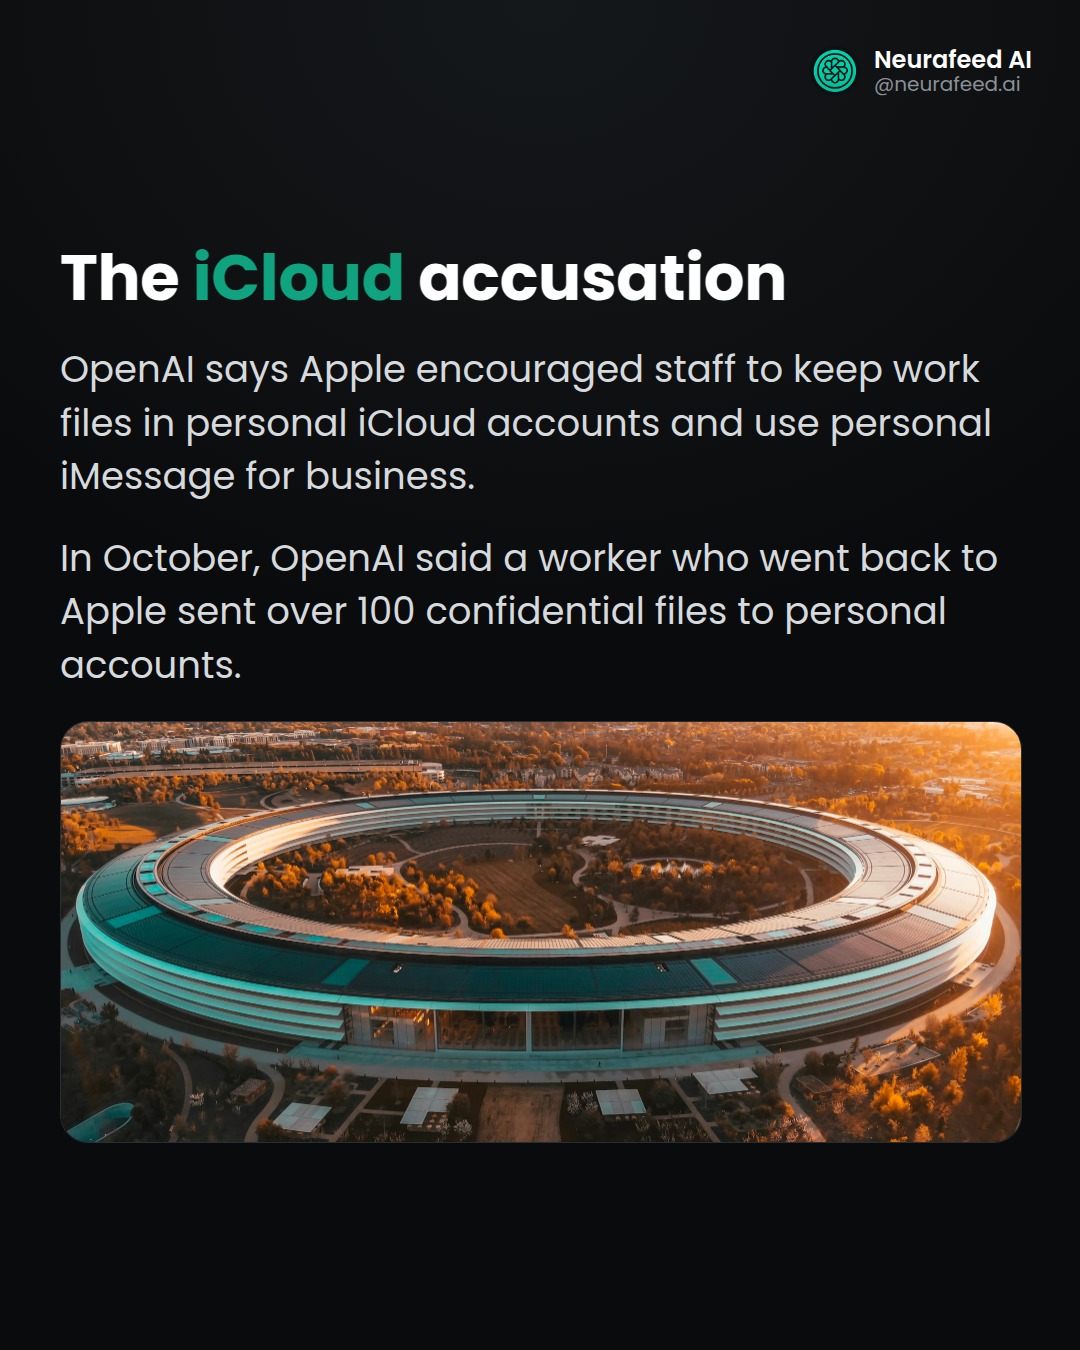 Neurafeed AI
@neurafeed.ai
The iCloud accusation
OpenAI says Apple encouraged staff to keep work
files in personal iCloud accounts and use personal
iMessage for business.
In October, OpenAI said a worker who went back to
Apple sent over 100 confidential files to personal
accounts.